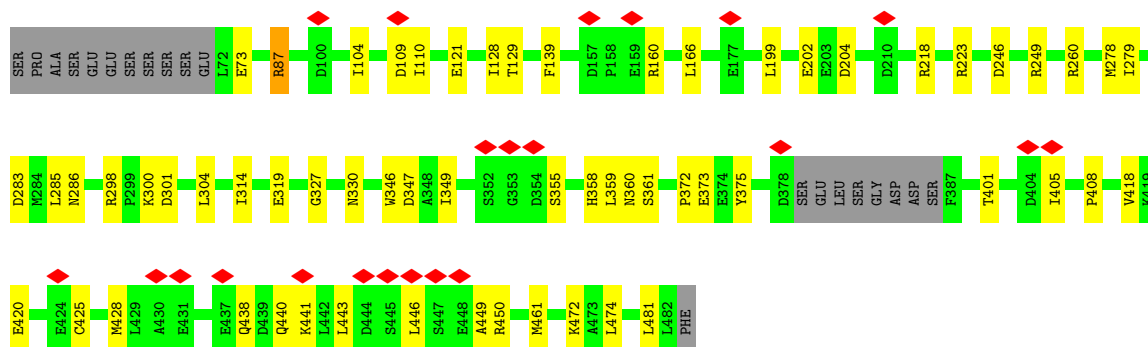 SER PRO ALA SER GLU GLU SER SER SER SER GLU L72 E73 R87 D100 I104 D109 I110 E121 I128 T129 F139 D157 P158 E159 R160 L166 E177 L199 E202 E203 D204 D210 R218 R223 D246 R249 R260 M278 I279
D283 M284 L285 N286 R298 P299 K300 D301 L304 I314 E319 G327 N330 W346 D347 A348 I349 S352 G353 D354 S355 H358 L359 N360 S361 P372 E373 E374 Y375 D378 SER GLU LEU SER GLY ASP ASP SER F387 T401 D404 I405 P408 V418 K419
E420 E424 C425 M428 L429 A430 E431 E437 Q438 D439 Q440 K441 L442 L443 D444 S445 L446 S447 E448 A449 R450 M461 K472 A473 L474 L481 L482 PHE